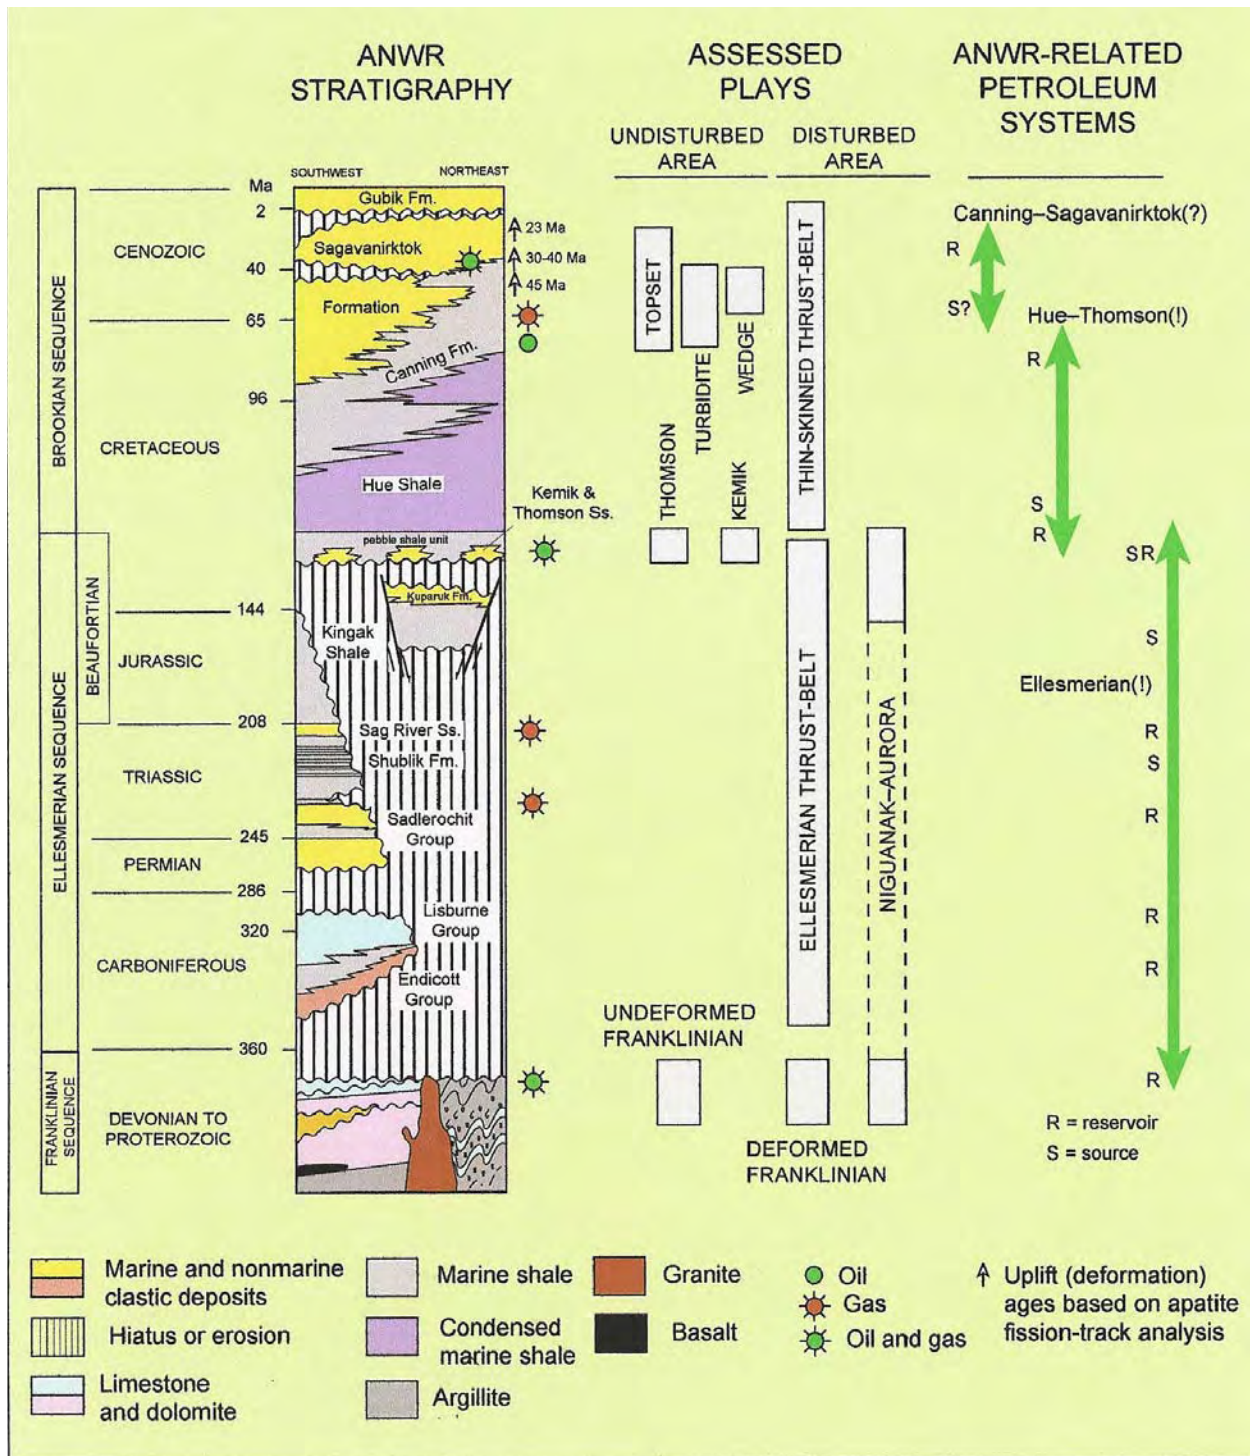 ANWR
STRATIGRAPHY
ASSESSED
PLAYS
ANWR-RELATED
PETROLEUM
SYSTEMS
UNDISTURBED
AREA
DISTURBED
AREA
SOUTHWEST
NORTHEAST
Ma
2
40
65
96
144
208
245
286
320
360
BROOKIAN SEQUENCE
ELLESMERIAN SEQUENCE
BEAUFORTIAN
FRANKLINIAN
SEQUENCE
CENOZOIC
CRETACEOUS
JURASSIC
TRIASSIC
PERMIAN
CARBONIFEROUS
DEVONIAN TO
PROTEROZOIC
Gubik Fm.
Sagavanirktok
Formation
Canning Fm.
Hue Shale
pebble shale unit
Kuparuk Fm.
Kingak
Shale
Sag River Ss.
Shublik Fm.
Sadlerochit
Group
Lisburne
Group
Endicott
Group
23 Ma
30-40 Ma
45 Ma
Kemik &
Thomson Ss.
TOPSET
TURBIDITE
WEDGE
THOMSON
KEMIK
THIN-SKINNED THRUST-BELT
ELLESMERIAN THRUST-BELT
NIGUANAK–AURORA
UNDEFORMED
FRANKLINIAN
DEFORMED
FRANKLINIAN
Canning–Sagavanirktok(?)
R
S?
Hue–Thomson(!)
R
S
R
S R
S
Ellesmerian(!)
R
S
R
R
R
R
R = reservoir
S = source
Marine and nonmarine
clastic deposits
Hiatus or erosion
Limestone
and dolomite
Marine shale
Condensed
marine shale
Argillite
Granite
Basalt
Oil
Gas
Oil and gas
Uplift (deformation)
ages based on apatite
fission-track analysis